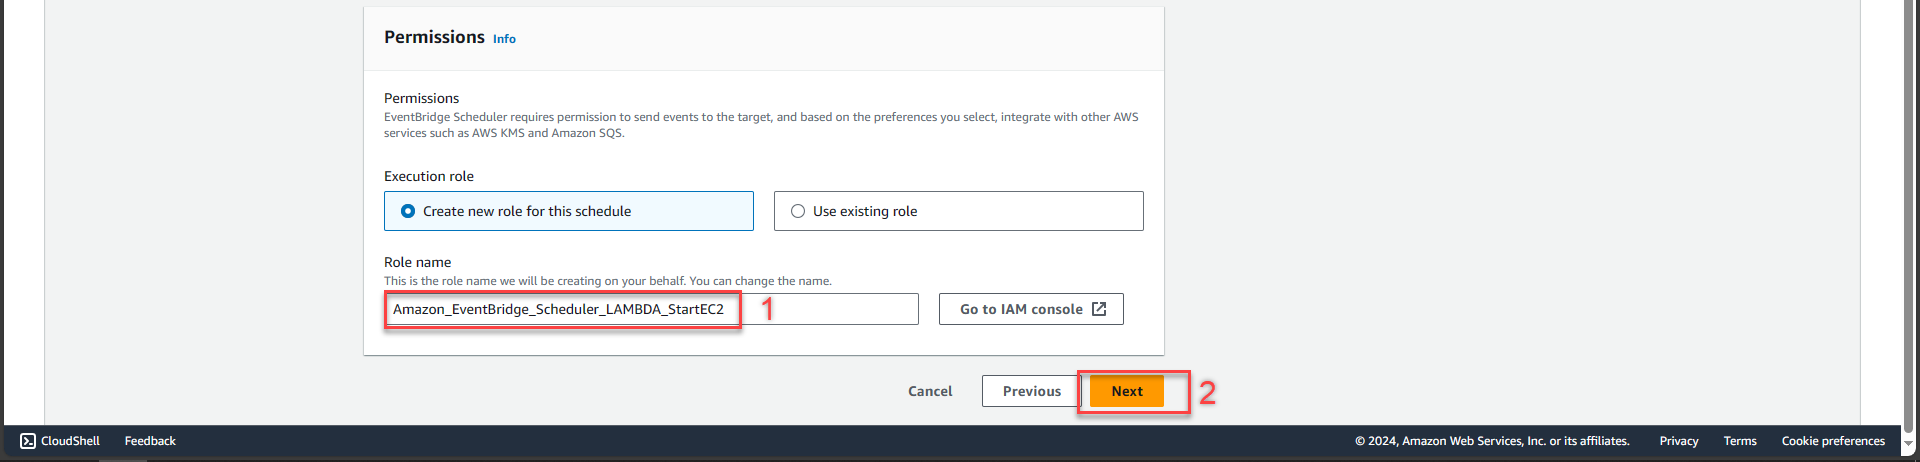 Permissions Info
Permissions
EventBridge Scheduler requires permission to send events to the target, and based on the preferences you select, integrate with other AWS
services such as AWS KMS and Amazon SQS.
Execution role
Create new role for this schedule
Use existing role
Role name
This is the role name we will be creating on your behalf. You can change the name.
Amazon_EventBridge_Scheduler_LAMBDA_StartEC2
1
Go to IAM console
Cancel
Previous
Next
2
CloudShell
Feedback
© 2024, Amazon Web Services, Inc. or its affiliates.
Privacy
Terms
Cookie preferences